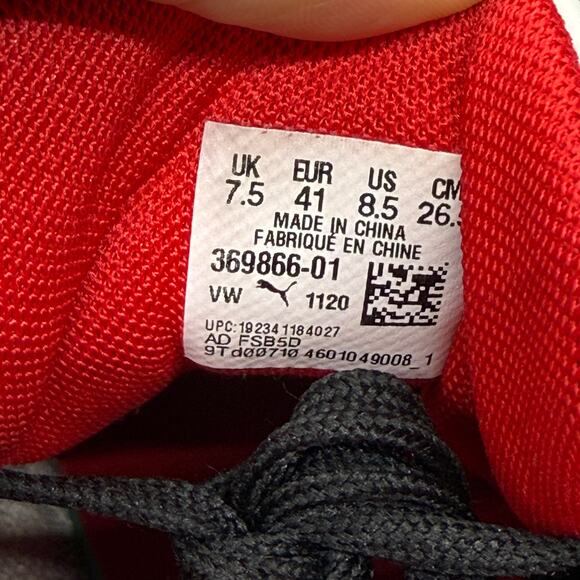 UK EUR US CM
7.5 41 8.5 26.5
MADE IN CHINA
FABRIQUÉ EN CHINE
369866-01
VW 1120
UPC:192341184027
AD FSB5D
9Td00710 4601049008_1